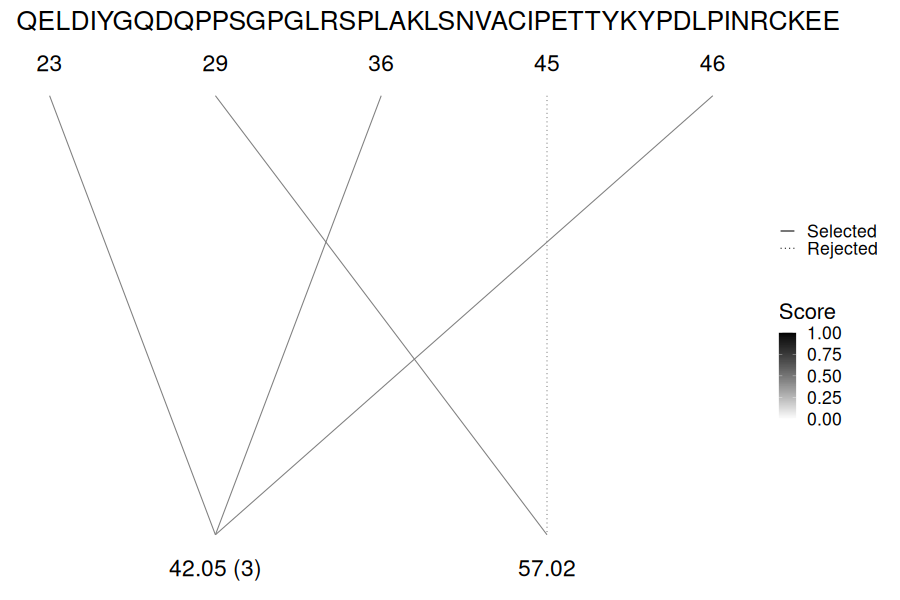 QELDIYGQDQPPSGPGLRSPLAKLSNVACIPETTYKYPDLPINRCKEE
23 29 36 45 46
Selected
Rejected
Score
1.00
0.75
0.50
0.25
0.00
42.05 (3) 57.02